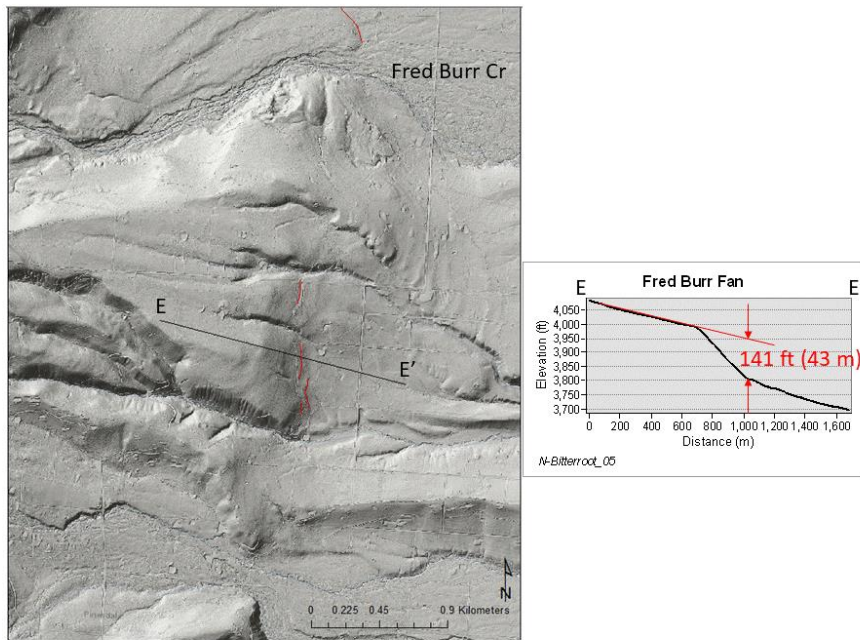 Fred Burr Cr
E
E'
N
0 0.225 0.45 0.9 Kilometers
E Fred Burr Fan E
4,050
4,000
3,950
3,900
3,850
3,800
3,750
3,700
141 ft (43 m)
Elevation (ft)
0 200 400 600 800 1,000 1,200 1,400 1,600
Distance (m)
N-Bitterroot_05